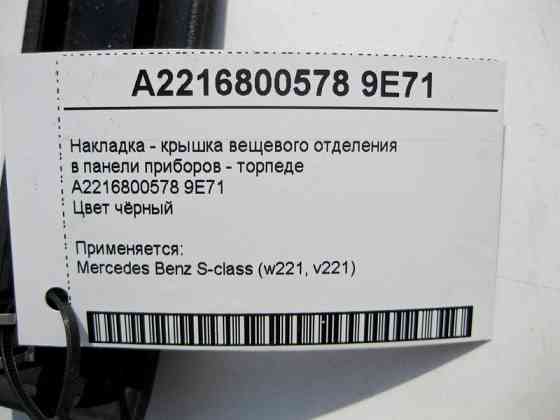 A2216800578 9E71
Накладка - крышка вещевого отделения
в панели приборов - торпеде
A2216800578 9E71
Цвет чёрный
Применяется:
Mercedes Benz S-class (w221, v221)